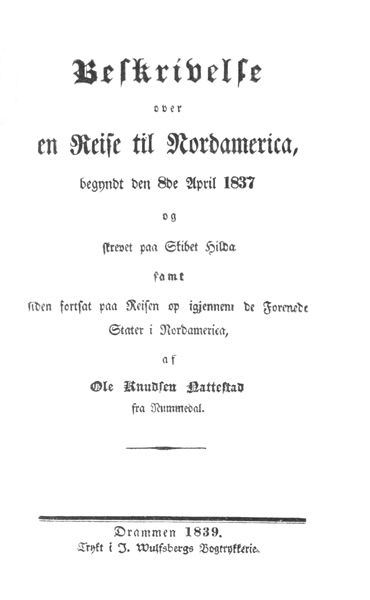 Beskrivelse
over
en Reise til Nordamerica,
begyndt den 8de April 1837
og
skrevet paa Skibet Hilda
samt
siden fortsat paa Reisen op igjennem de Forenede
Stater i Nordamerica,
af
Ole Knudsen Nattestad
fra Nummedal.
Drammen 1839.
Trykt i J. Wulfsbergs Bogtrykkerie.